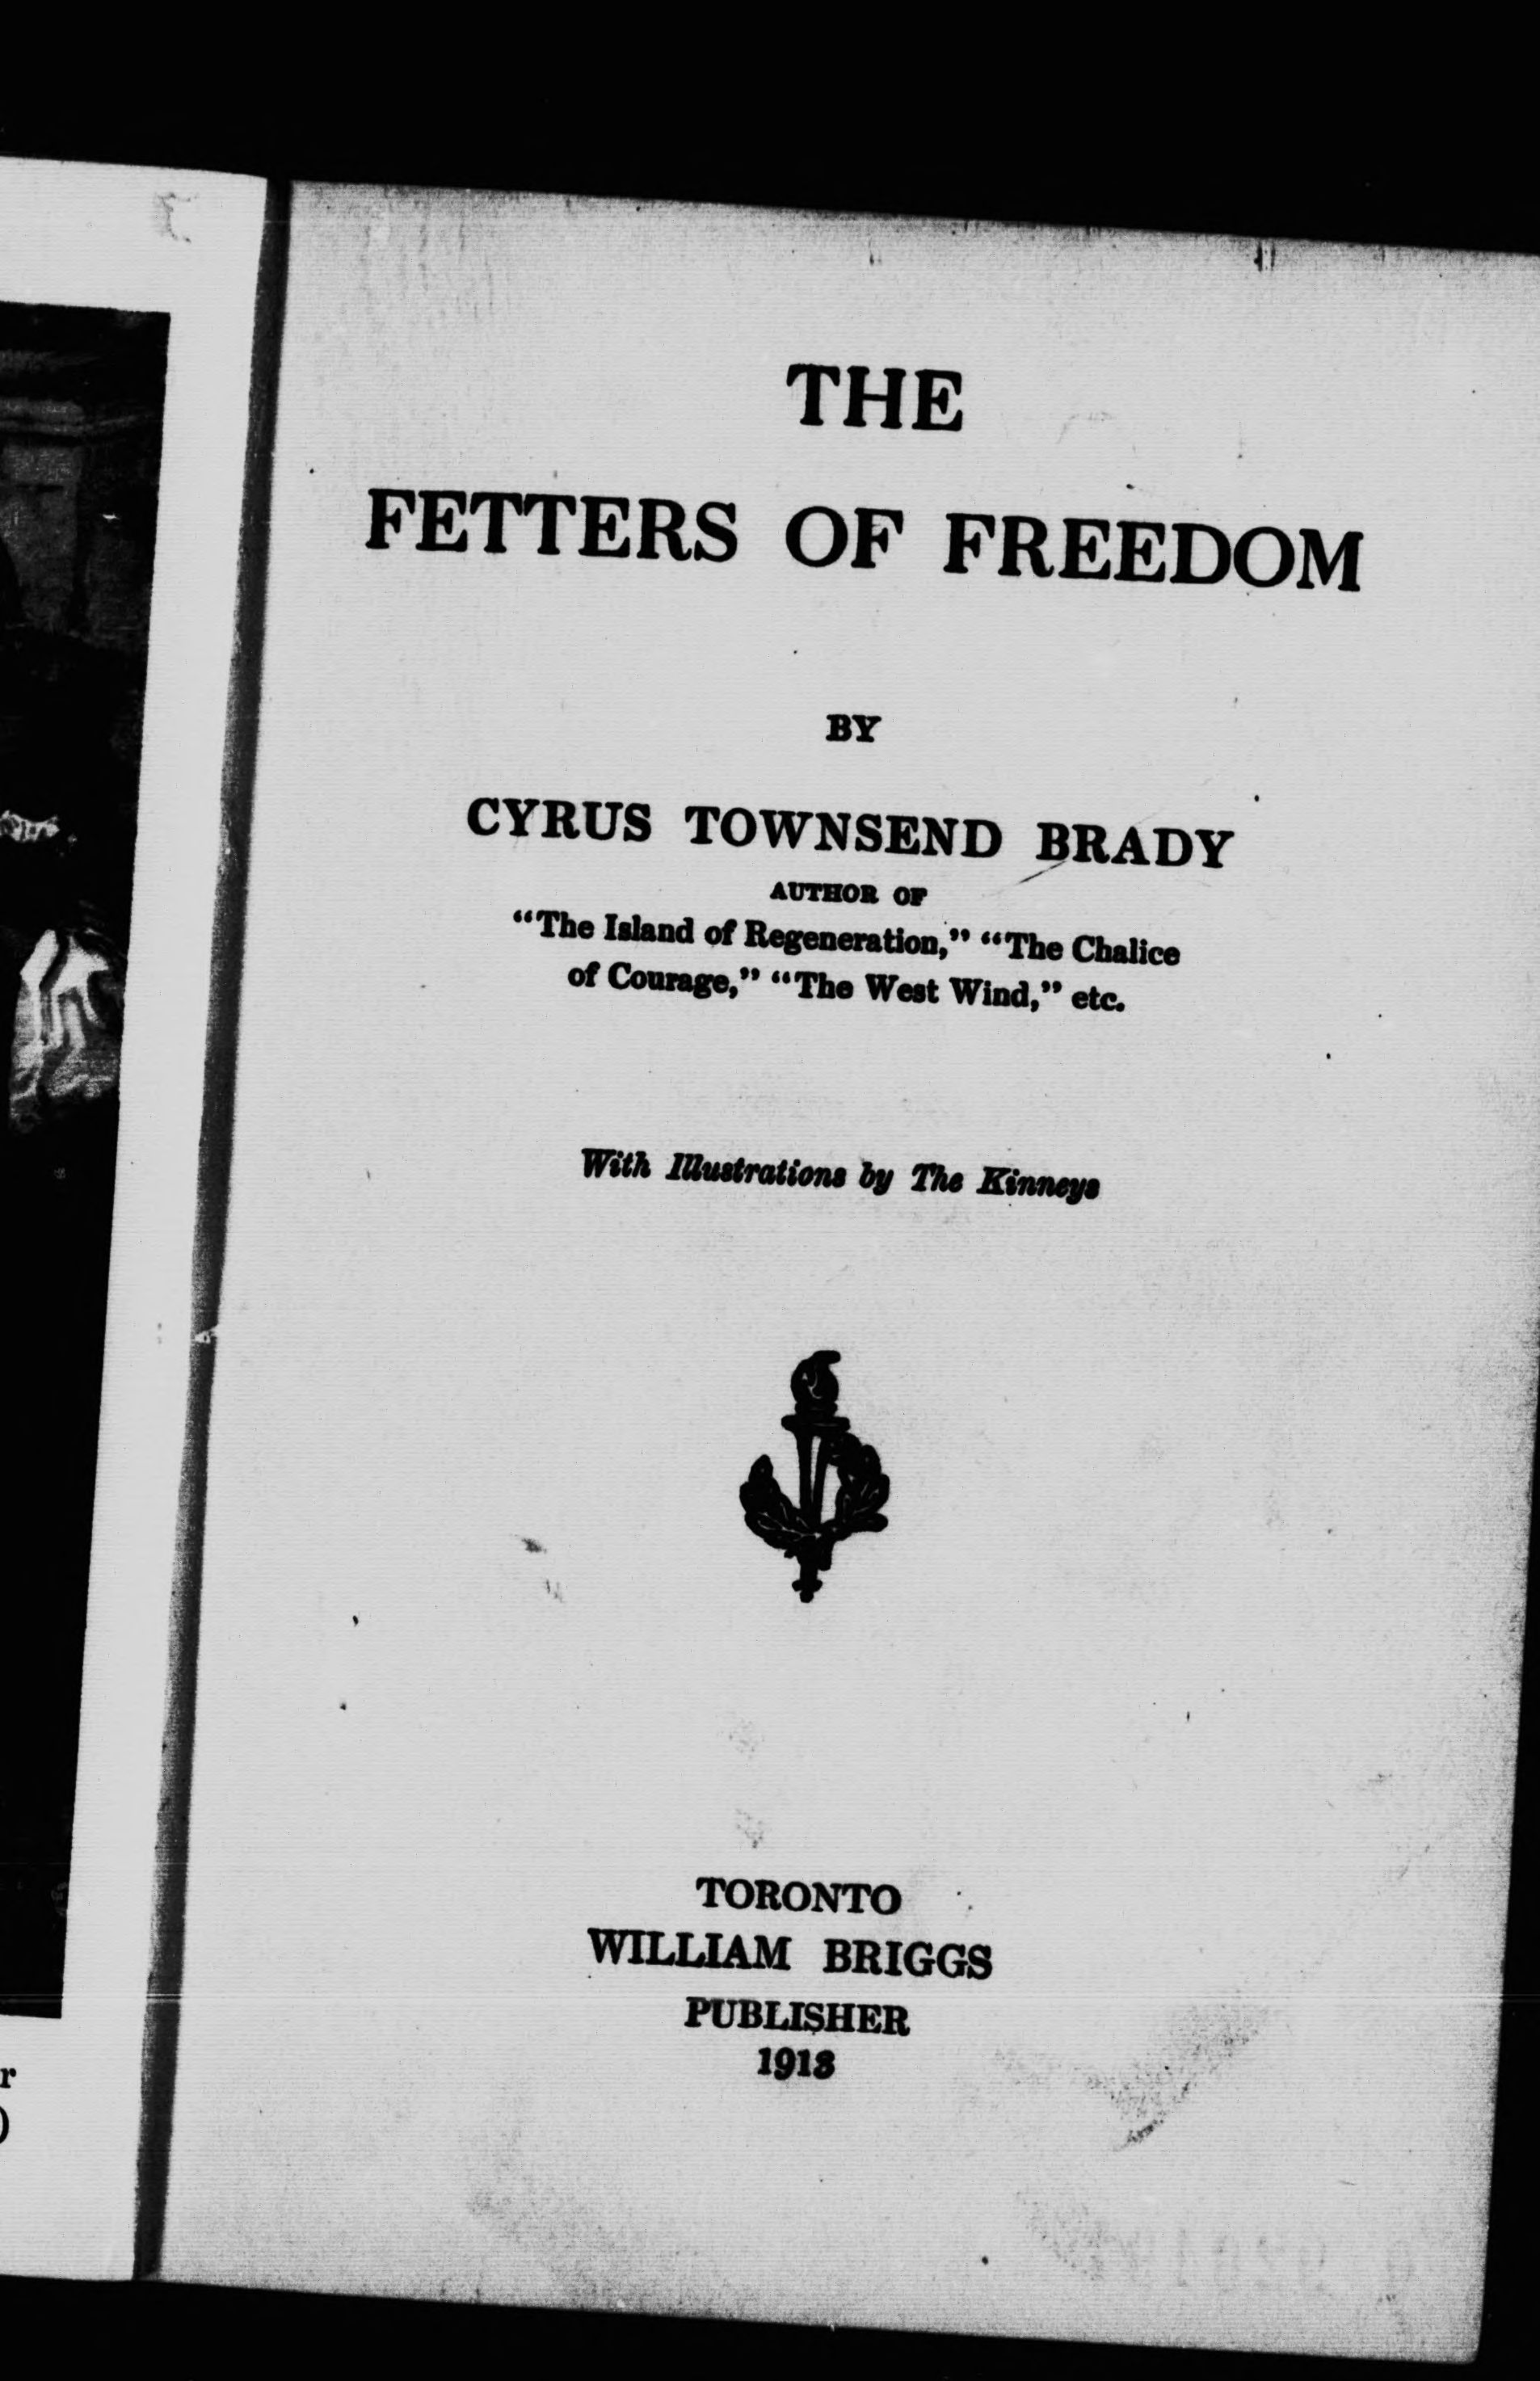 THE
FETTERS OF FREEDOM
BY
CYRUS TOWNSEND BRADY
AUTHOR OF
“The Island of Regeneration,” “The Chalice
of Courage,” “The West Wind,” etc.
With Illustrations by The Kinneys
TORONTO
WILLIAM BRIGGS
PUBLISHER
1913
r
)